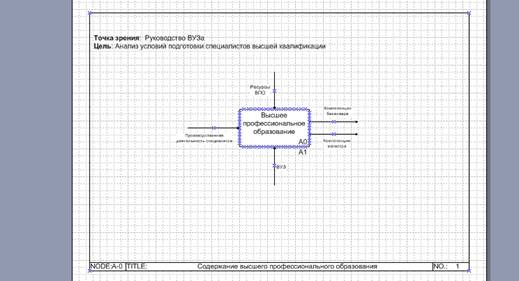 Точка зрения: Руководство ВУЗа
Цель: Анализ условий подготовки специалистов высшей квалификации
Ресурсы
ВПО
Высшее
профессиональное
образование
A0
A1
Компетенции
бакалавра
Компетенции
магистра
Производственная
деятельность специалиста
ВУЗ
NODE:A-0 TITLE: Содержание высшего профессионального образования NO.: 1